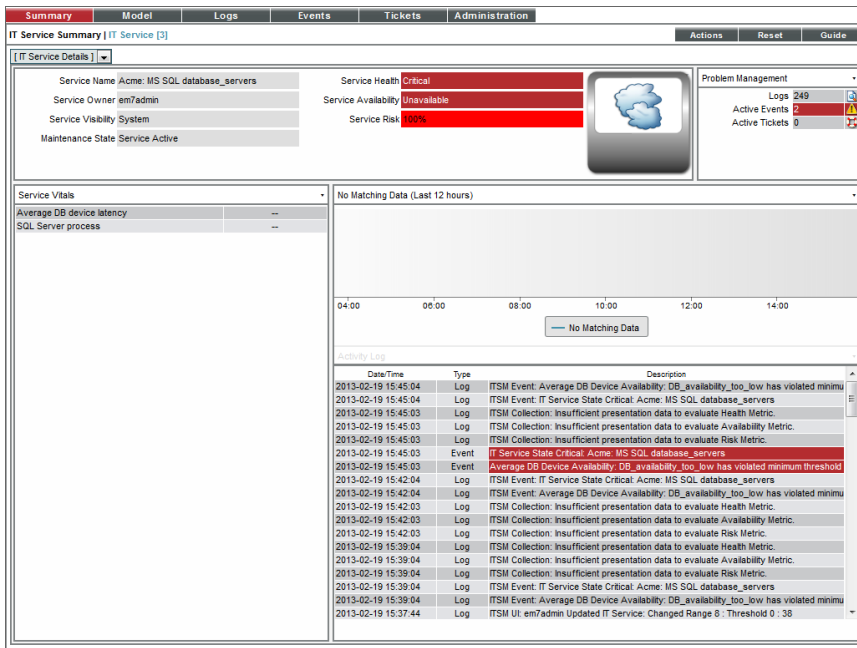 Summary Model Logs Events Tickets Administration
IT Service Summary | IT Service [3] Actions Reset Guide
[ IT Service Details ]
Service Name Acme: MS SQL database_servers
Service Owner em7admin
Service Visibility System
Maintenance State Service Active
Service Health Critical
Service Availability Unavailable
Service Risk 100%
Problem Management
Logs 249
Active Events 2
Active Tickets 0
Service Vitals
Average DB device latency --
SQL Server process --
No Matching Data (Last 12 hours)
04:00 06:00 08:00 10:00 12:00 14:00
No Matching Data
Activity Log
Date/Time Type Description
2013-02-19 15:45:04 Log ITSM Event: Average DB Device Availability: DB_availability_too_low has violated minimu
2013-02-19 15:45:04 Log ITSM Event: IT Service State Critical: Acme: MS SQL database_servers
2013-02-19 15:45:03 Log ITSM Collection: Insufficient presentation data to evaluate Health Metric.
2013-02-19 15:45:03 Log ITSM Collection: Insufficient presentation data to evaluate Availability Metric.
2013-02-19 15:45:03 Log ITSM Collection: Insufficient presentation data to evaluate Risk Metric.
2013-02-19 15:45:03 Event IT Service State Critical: Acme: MS SQL database_servers
2013-02-19 15:45:03 Event Average DB Device Availability: DB_availability_too_low has violated minimum threshold
2013-02-19 15:42:04 Log ITSM Event: IT Service State Critical: Acme: MS SQL database_servers
2013-02-19 15:42:04 Log ITSM Event: Average DB Device Availability: DB_availability_too_low has violated minimu
2013-02-19 15:42:03 Log ITSM Collection: Insufficient presentation data to evaluate Health Metric.
2013-02-19 15:42:03 Log ITSM Collection: Insufficient presentation data to evaluate Availability Metric.
2013-02-19 15:42:03 Log ITSM Collection: Insufficient presentation data to evaluate Risk Metric.
2013-02-19 15:39:04 Log ITSM Collection: Insufficient presentation data to evaluate Health Metric.
2013-02-19 15:39:04 Log ITSM Collection: Insufficient presentation data to evaluate Availability Metric.
2013-02-19 15:39:04 Log ITSM Collection: Insufficient presentation data to evaluate Risk Metric.
2013-02-19 15:39:04 Log ITSM Event: IT Service State Critical: Acme: MS SQL database_servers
2013-02-19 15:39:04 Log ITSM Event: Average DB Device Availability: DB_availability_too_low has violated minimu
2013-02-19 15:37:44 Log ITSM UI: em7admin Updated IT Service: Changed Range 8 : Threshold 0 : 38